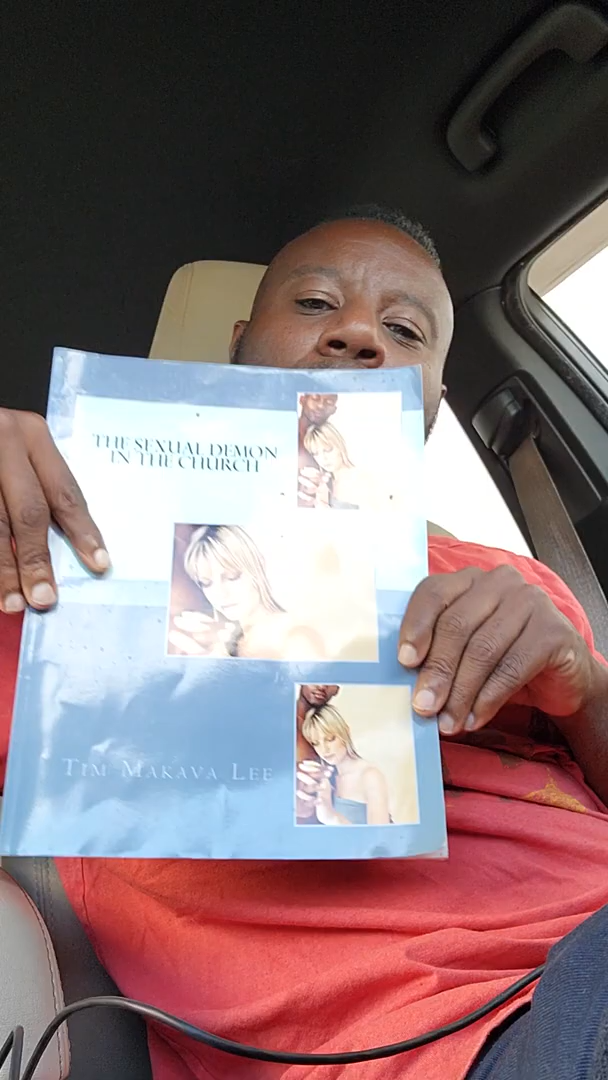 THE SEXUAL DEMON
IN THE CHURCH
TIM MAKAVA LEE